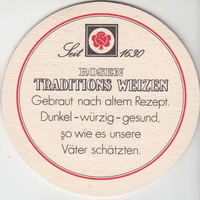 Seit 1630
ROSEN
TRADITIONS WEIZEN
Gebraut nach altem Rezept.
Dunkel-würzig-gesund,
so wie es unsere
Väter schätzten.